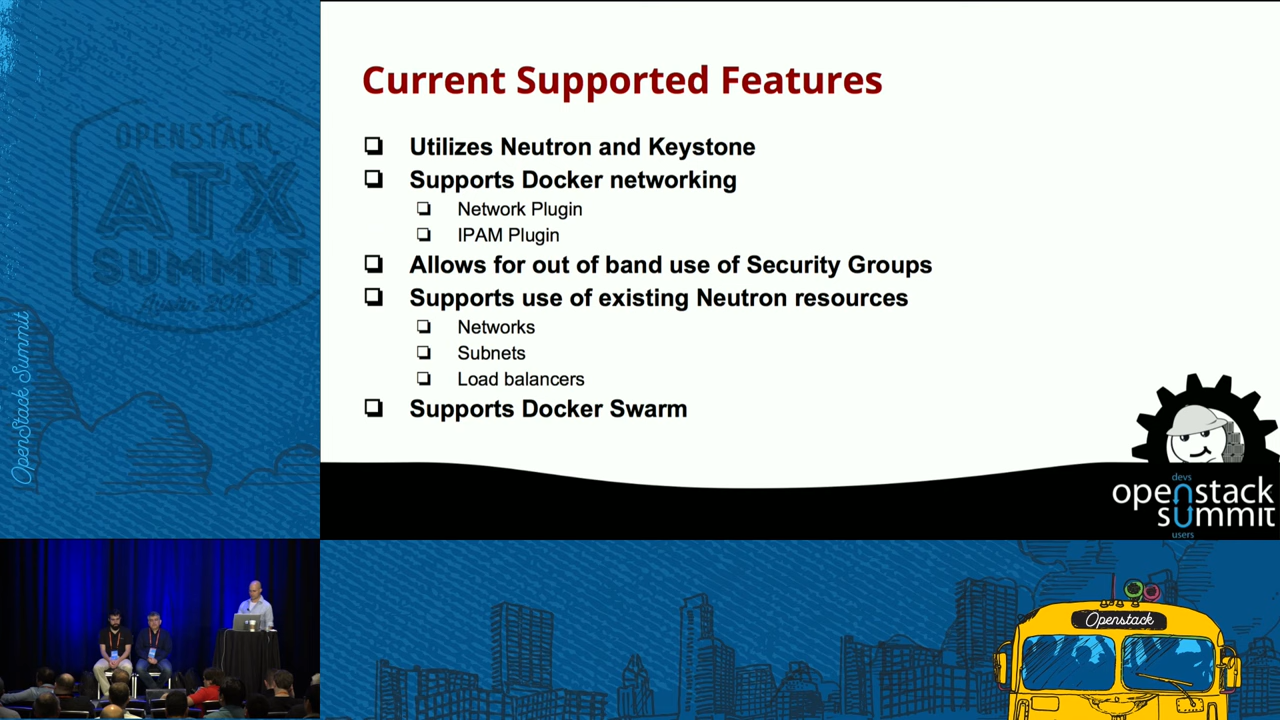 OPENSTACK
ATX
SUMMIT
Austin 2016
OpenStack Summit
Current Supported Features
Utilizes Neutron and Keystone
Supports Docker networking
Network Plugin
IPAM Plugin
Allows for out of band use of Security Groups
Supports use of existing Neutron resources
Networks
Subnets
Load balancers
Supports Docker Swarm
devs
openstack
summit
users
Openstack